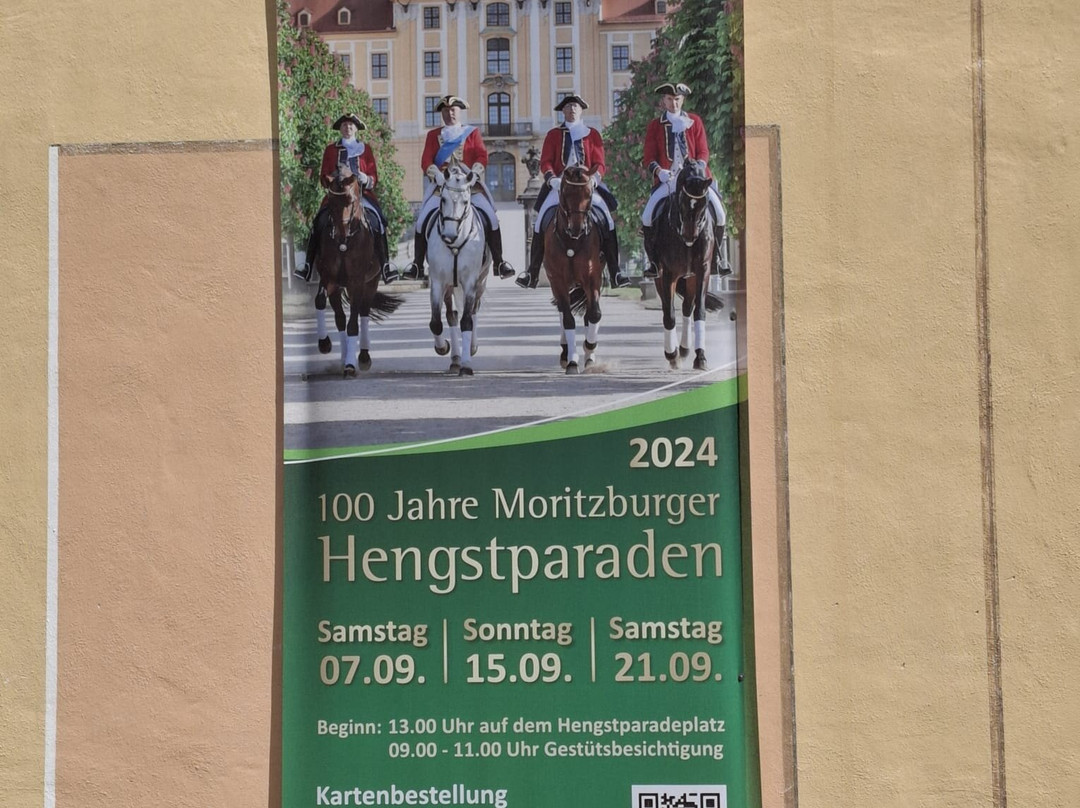 2024
100 Jahre Moritzburger
Hengstparaden
Samstag | Sonntag | Samstag
07.09. | 15.09. | 21.09.
Beginn: 13.00 Uhr auf dem Hengstparadeplatz
09.00 - 11.00 Uhr Gestütsbesichtigung
Kartenbestellung